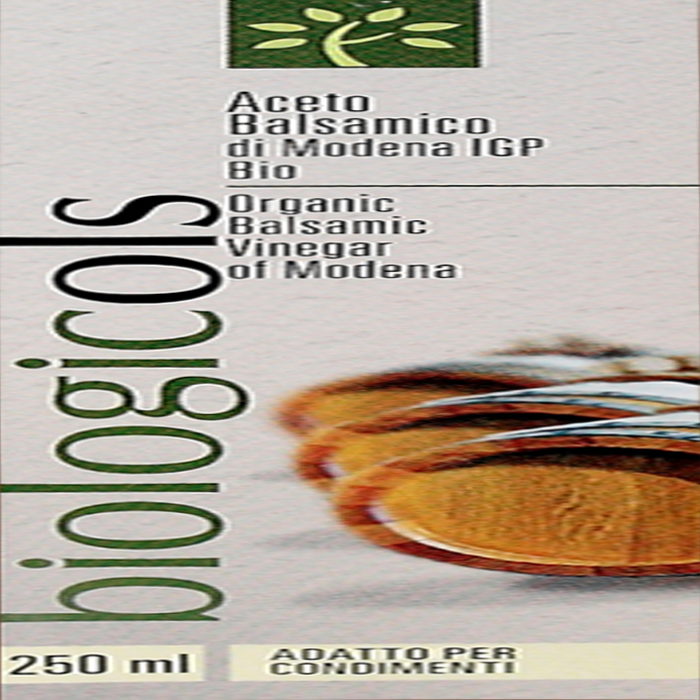 Aceto
Balsamico
di Modena IGP
Bio
Organic
Balsamic
Vinegar
of Modena
biologicols
250 ml
ADATTO PER
CONDIMENTI